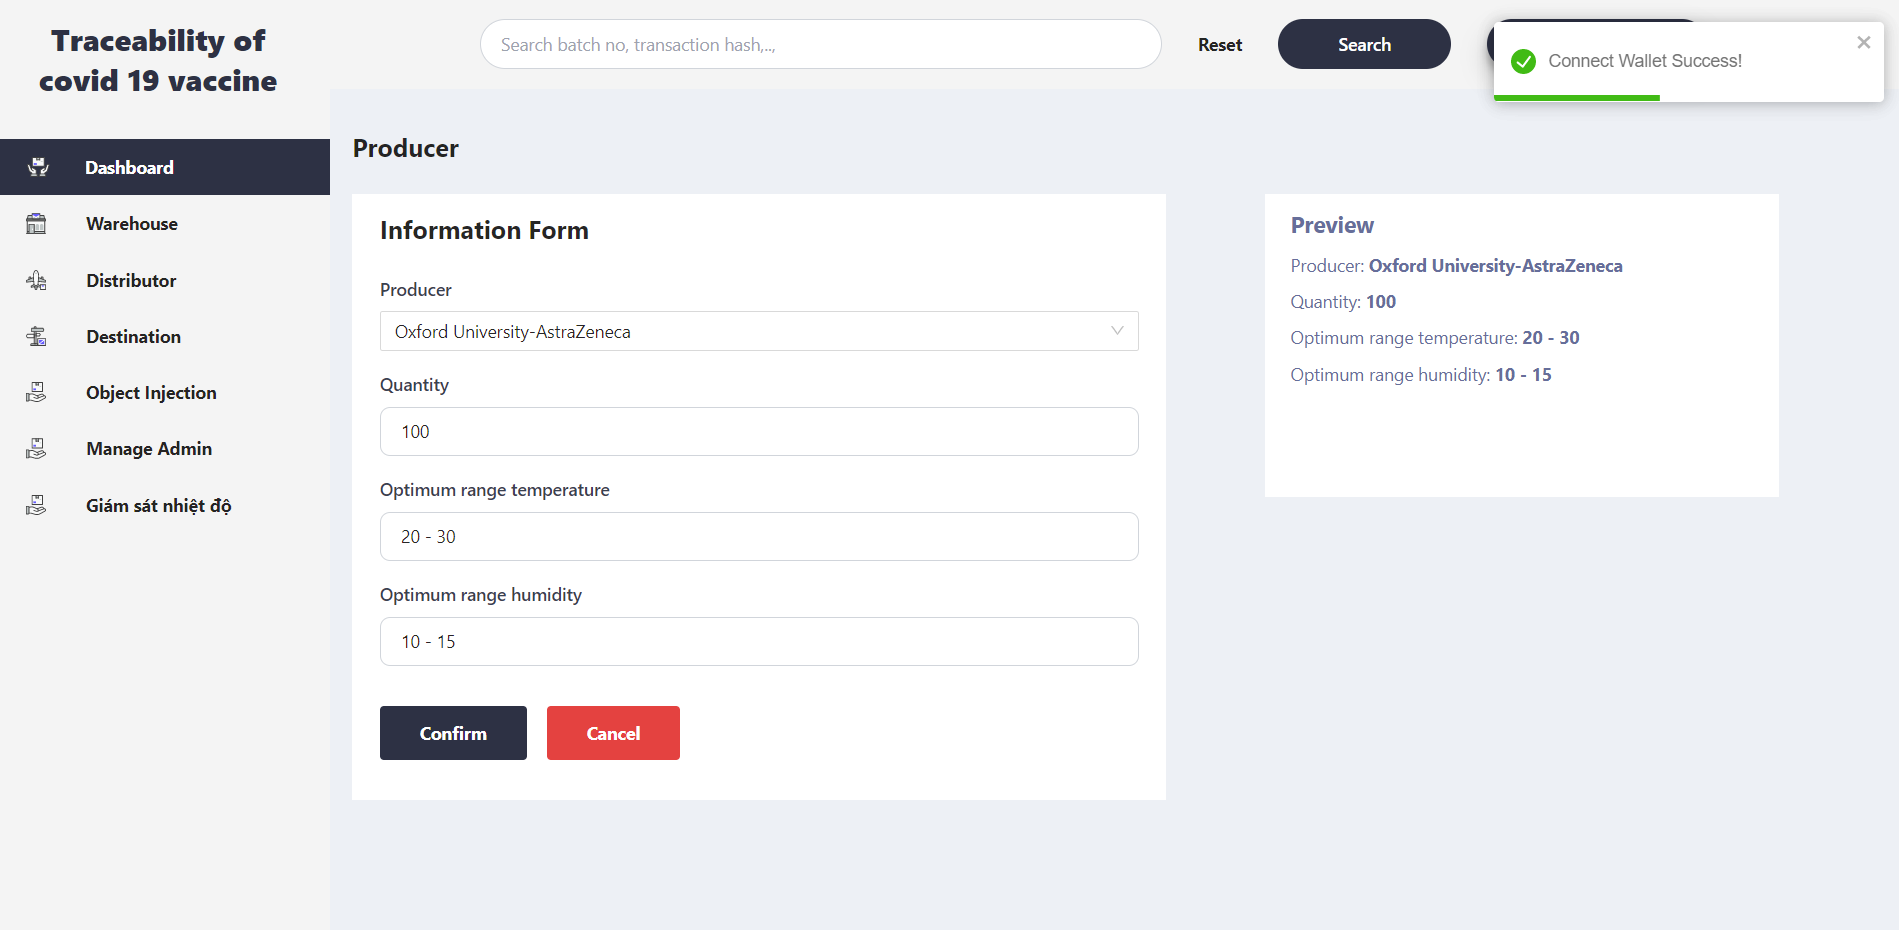 Traceability of
covid 19 vaccine
Search batch no, transaction hash,..,
Reset
Search
Connect Wallet Success!
Dashboard
Warehouse
Distributor
Destination
Object Injection
Manage Admin
Giám sát nhiệt độ
Producer
Information Form
Producer
Oxford University-AstraZeneca
Quantity
100
Optimum range temperature
20 - 30
Optimum range humidity
10 - 15
Confirm
Cancel
Preview
Producer: Oxford University-AstraZeneca
Quantity: 100
Optimum range temperature: 20 - 30
Optimum range humidity: 10 - 15